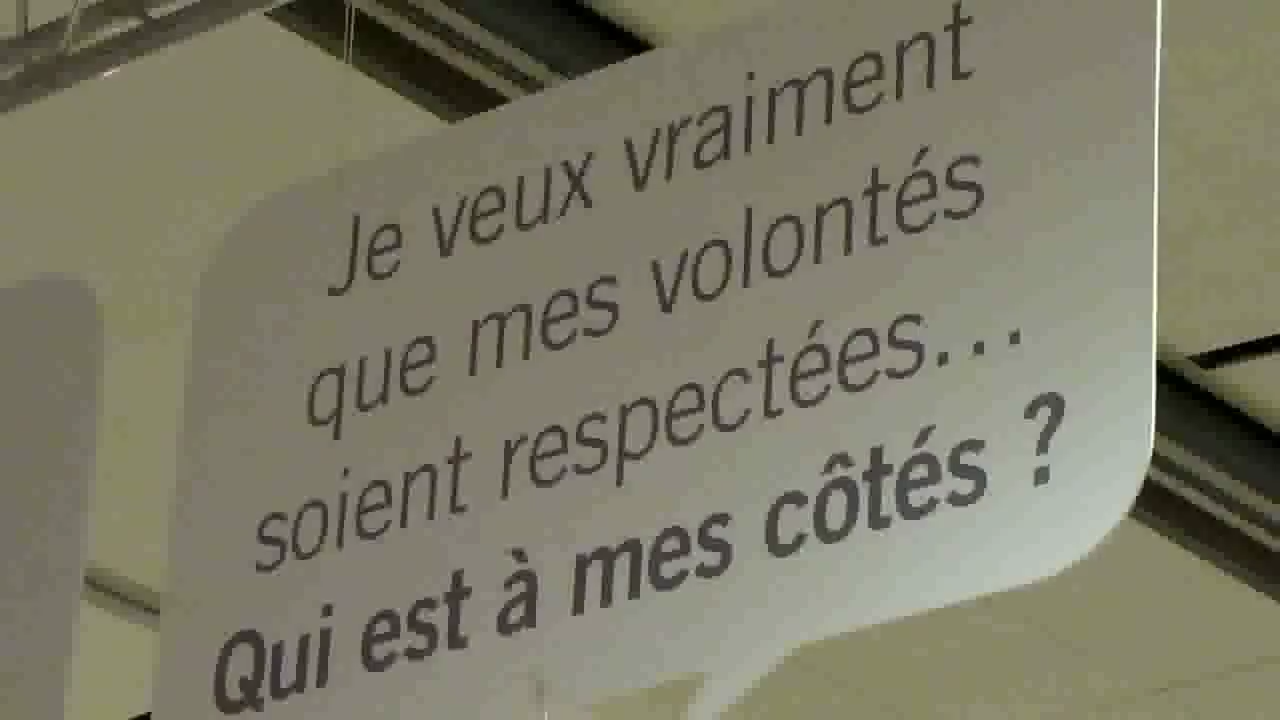 Je veux vraiment
que mes volontés
soient respectées...
Qui est à mes côtés ?